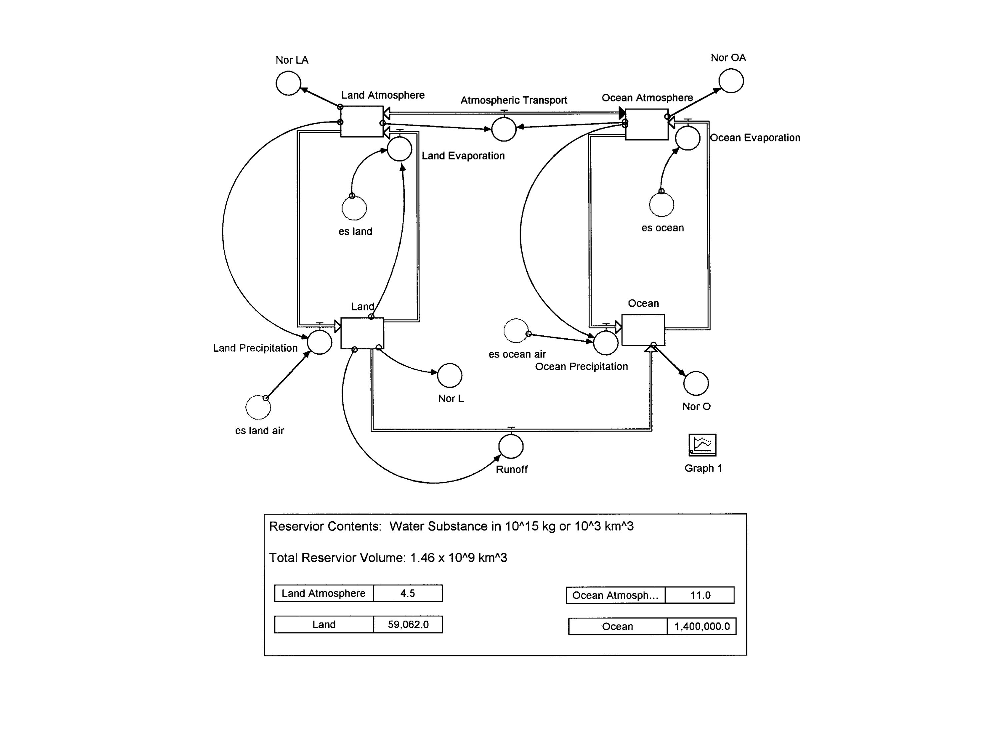 Nor LA
Nor OA
Land Atmosphere
Atmospheric Transport
Ocean Atmosphere
Ocean Evaporation
Land Evaporation
es land
es ocean
Land
Ocean
Land Precipitation
es ocean air
Ocean Precipitation
Nor L
Nor O
es land air
Runoff
Graph 1
Reservior Contents: Water Substance in 10^15 kg or 10^3 km^3
Total Reservior Volume: 1.46 x 10^9 km^3
Land Atmosphere 4.5
Ocean Atmosph... 11.0
Land 59,062.0
Ocean 1,400,000.0